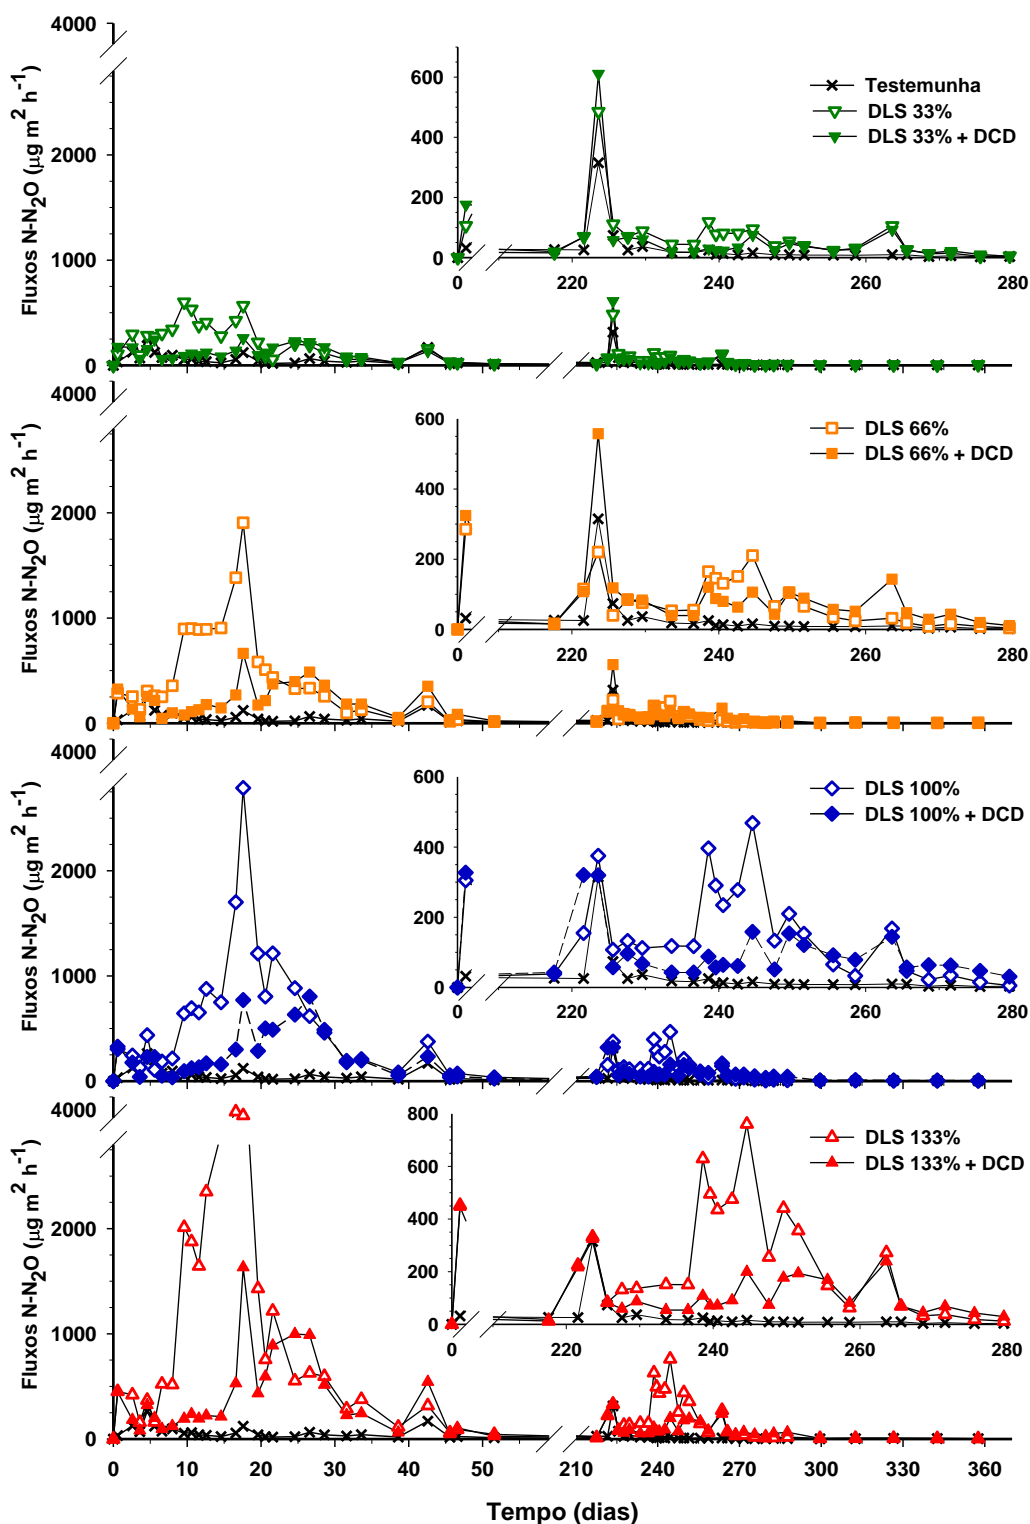 4000
2000
1000
0
Fluxos N-N2O (µg m2 h-1)
600
400
200
0
0 220 240 260 280
Testemunha
DLS 33%
DLS 33% + DCD
4000
2000
1000
0
Fluxos N-N2O (µg m2 h-1)
600
400
200
0
0 220 240 260 280
DLS 66%
DLS 66% + DCD
4000
2000
1000
0
Fluxos N-N2O (µg m2 h-1)
600
400
200
0
0 220 240 260 280
DLS 100%
DLS 100% + DCD
4000
2000
1000
0
Fluxos N-N2O (µg m2 h-1)
800
600
400
200
0
0 220 240 260 280
DLS 133%
DLS 133% + DCD
0 10 20 30 40 50 210 240 270 300 330 360
Tempo (dias)